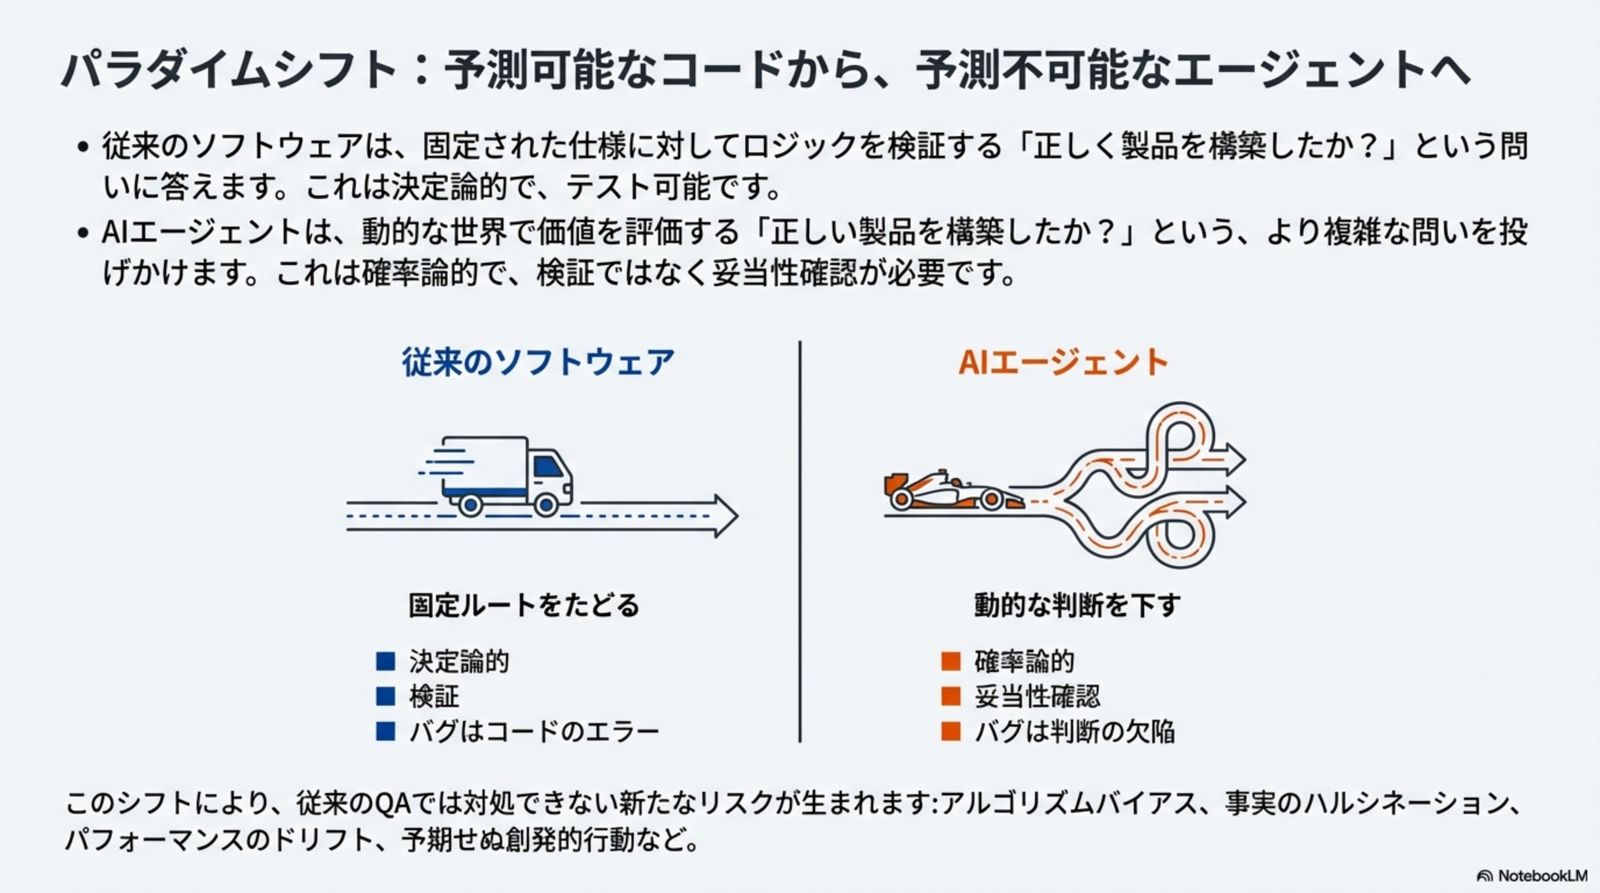 パラダイムシフト：予測可能なコードから、予測不可能なエージェントへ
• 従来のソフトウェアは、固定された仕様に対してロジックを検証する「正しく製品を構築したか？」という問
いに答えます。これは決定論的で、テスト可能です。
• AIエージェントは、動的な世界で価値を評価する「正しい製品を構築したか？」という、より複雑な問いを投
げかけます。これは確率論的で、検証ではなく妥当性確認が必要です。
従来のソフトウェア
固定ルートをたどる
決定論的
検証
バグはコードのエラー
AIエージェント
動的な判断を下す
確率論的
妥当性確認
バグは判断の欠陥
このシフトにより、従来のQAでは対処できない新たなリスクが生まれます:アルゴリズムバイアス、事実のハルシネーション、
パフォーマンスのドリフト、予期せぬ創発的行動など。
NotebookLM